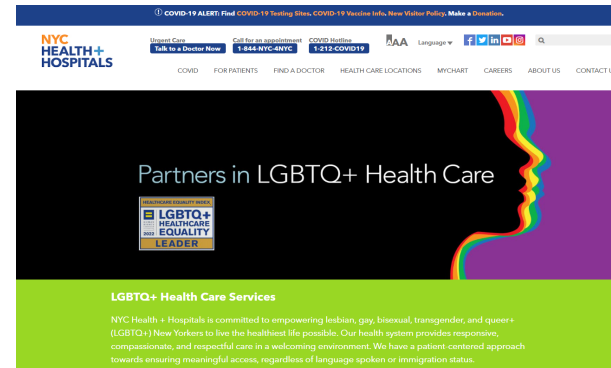 COVID-19 ALERT: Find COVID-19 Testing Sites. COVID-19 Vaccine Info. New Visitor Policy. Make a Donation.
NYC
HEALTH+
HOSPITALS
Urgent Care
Talk to a Doctor Now
Call for an appointment
1-844-NYC-4NYC
COVID Hotline
1-212-COVID19
AAA
Language
COVID FOR PATIENTS FIND A DOCTOR HEALTH CARE LOCATIONS MYCHART CAREERS ABOUT US CONTACT U
Partners in LGBTQ+ Health Care
HEALTHCARE EQUALITY INDEX
LGBTQ+
HEALTHCARE
2022 EQUALITY
LEADER
LGBTQ+ Health Care Services
NYC Health + Hospitals is committed to empowering lesbian, gay, bisexual, transgender, and queer+
(LGBTQ+) New Yorkers to live the healthiest life possible. Our health system provides responsive,
compassionate, and respectful care in a welcoming environment. We have a patient-centered approach
towards ensuring meaningful access, regardless of language spoken or immigration status.